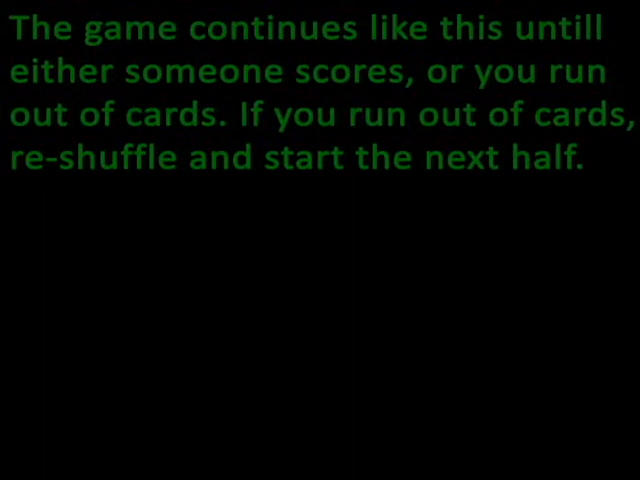 The game continues like this untill
either someone scores, or you run
out of cards. If you run out of cards,
re-shuffle and start the next half.